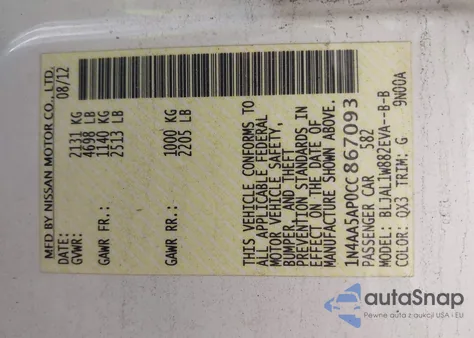 MFD BY NISSAN MOTOR CO., LTD.
DATE: 08/12
GVWR: 2131 KG
4698 LB
GAWR FR.: 1140 KG
2513 LB
GAWR RR.: 1000 KG
2205 LB
THIS VEHICLE CONFORMS TO
ALL APPLICABLE FEDERAL
MOTOR VEHICLE SAFETY,
BUMPER, AND THEFT
PREVENTION STANDARDS IN
EFFECT ON THE DATE OF
MANUFACTURE SHOWN ABOVE.
1N4AA5AP0CC867093
PASSENGER CAR 582
MODEL: BLJALIW882EVA--B-B
COLOR: QX3 TRIM: G 9N00A
autaSnap
Pewne auta z aukcji USA i EU